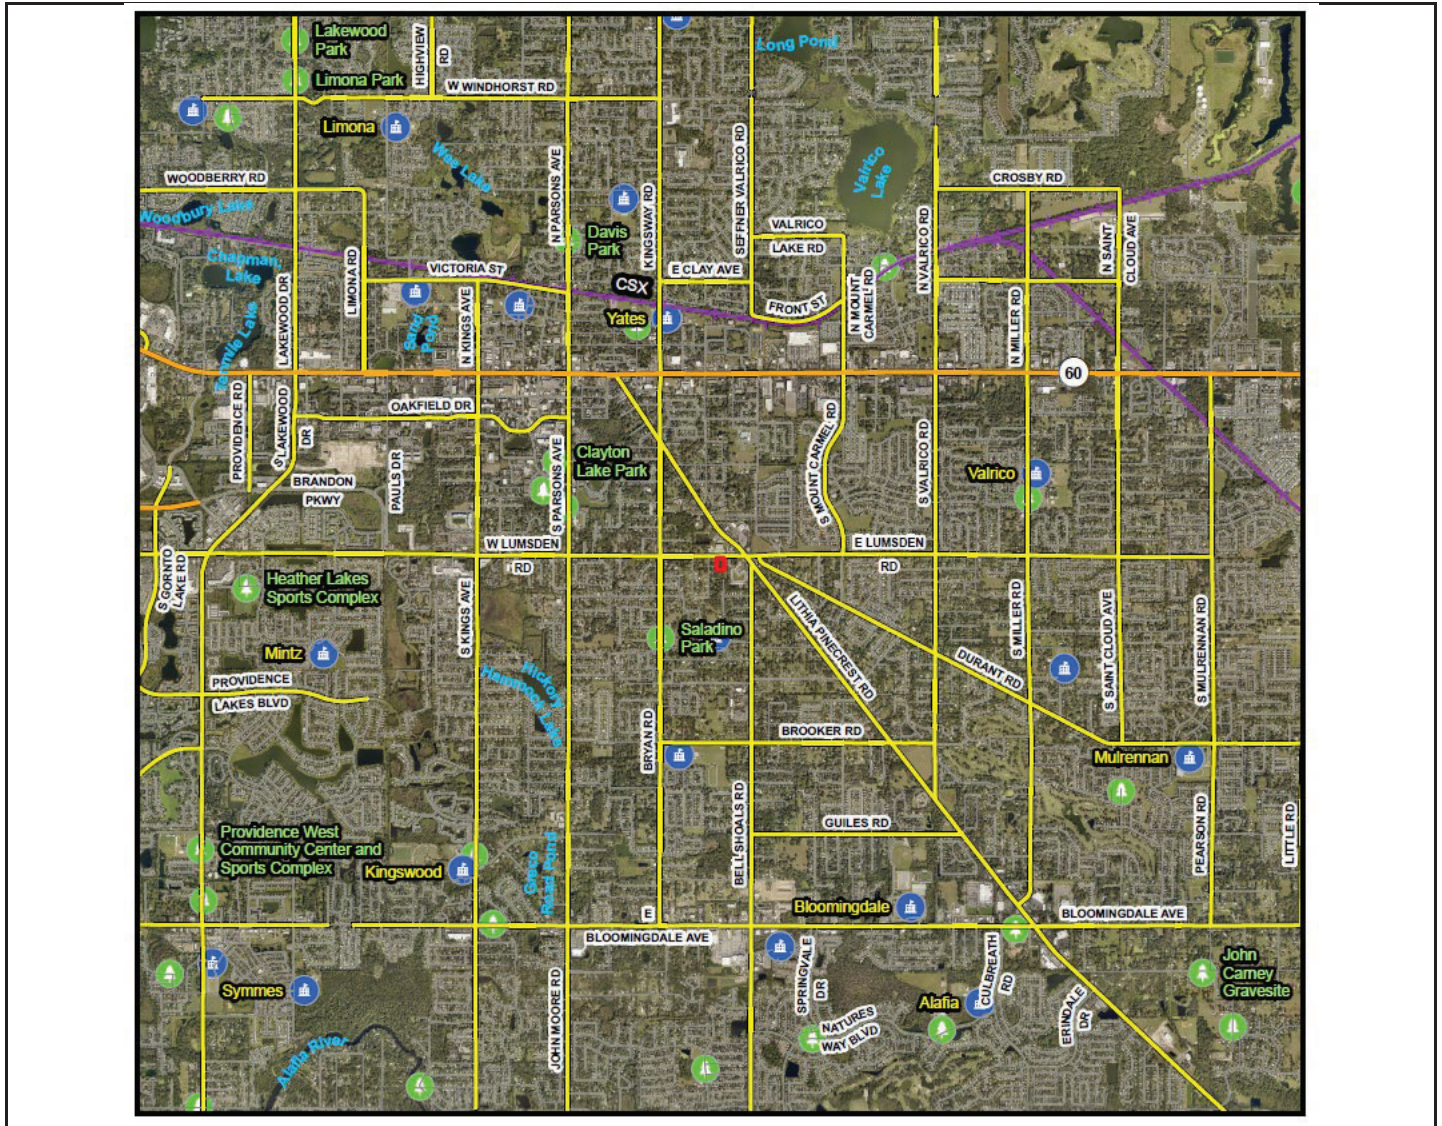 Lakewood
Park
Long Pond
HIGHVIEW
RD
Limona Park
W WINDHORST RD
Limona
Wee Lake
Valrico
Lake
WOODBERRY RD
CROSBY RD
Woodbury Lake
N PARSONS AVE
KINGSWAY RD
SEFFNER VALRICO RD
VALRICO
LAKE RD
N VALRICO RD
N SAINT
CLOUD AVE
Davis
Park
Chapman
Lake
LAKEWOOD DR
LIMONA RD
VICTORIA ST
E CLAY AVE
CSX
FRONT ST
N MOUNT
CARMEL RD
N KINGS AVE
Sand
Pond
Yates
N MILLER RD
Tenmile Lake
60
PROVIDENCE RD
S LAKEWOOD
DR
OAKFIELD DR
S MOUNT CARMEL RD
S VALRICO RD
Clayton
Lake Park
PAULS DR
S PARSONS AVE
Valrico
BRANDON
PKWY
W LUMSDEN
RD
E LUMSDEN
RD
S GORNTO
LAKE RD
Heather Lakes
Sports Complex
S KINGS AVE
LITHIA PINECREST RD
S MILLER RD
S SAINT CLOUD AVE
S MULRENNAN RD
Saladino
Park
Mintz
DURANT RD
PROVIDENCE
LAKES BLVD
Hickory
Hammock Lake
BRYAN RD
BROOKER RD
Mulrennan
BELL SHOALS RD
GUILES RD
PEARSON RD
LITTLE RD
Providence West
Community Center and
Sports Complex
Kingswood
Greco
Road Pond
Bloomingdale
E
BLOOMINGDALE AVE
BLOOMINGDALE AVE
SPRINGVALE
DR
CULBREATH
RD
John
Carney
Gravesite
Symmes
JOHN MOORE RD
Alafia
NATURES
WAY BLVD
ERINDALE
DR
Alafia River